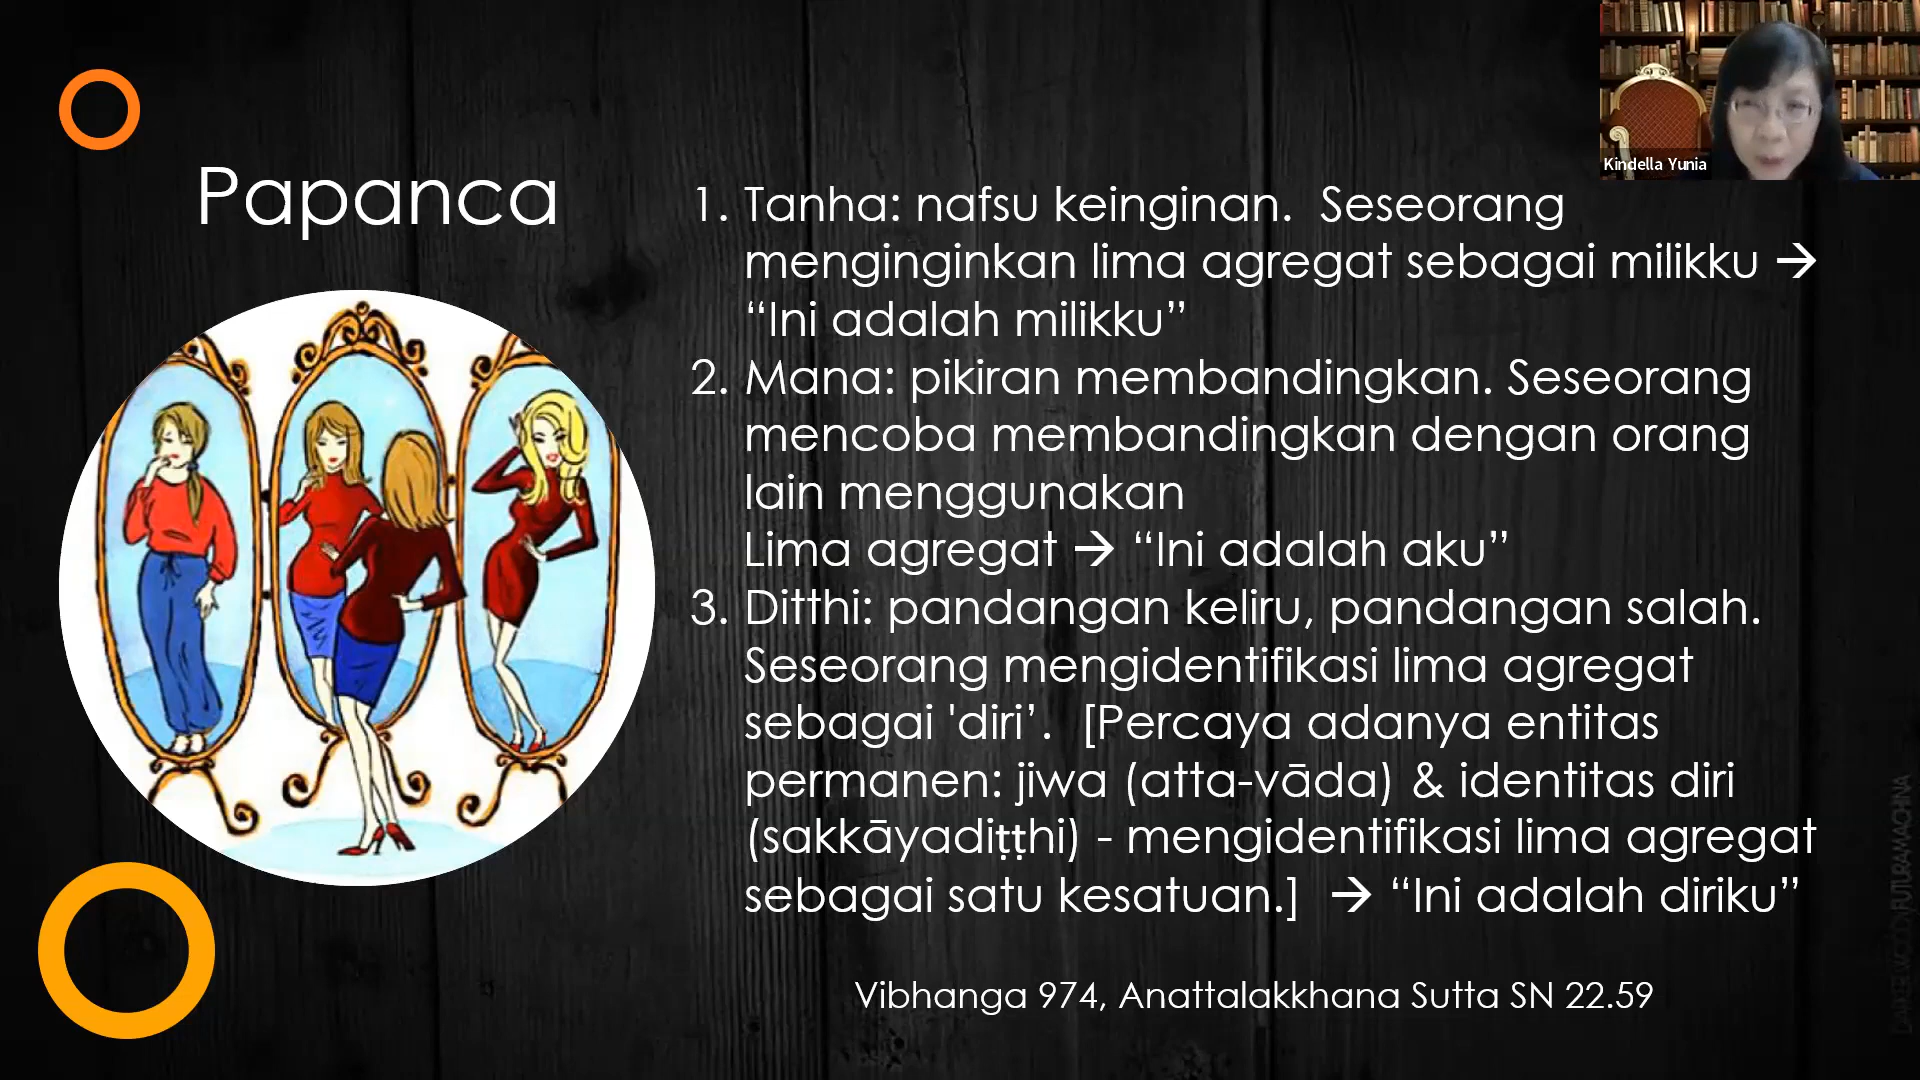 Kindella Yunia
Papanca
1. Tanha: nafsu keinginan. Seseorang
menginginkan lima agregat sebagai milikku →
“Ini adalah milikku”
2. Mana: pikiran membandingkan. Seseorang
mencoba membandingkan dengan orang
lain menggunakan
Lima agregat → “Ini adalah aku”
3. Ditthi: pandangan keliru, pandangan salah.
Seseorang mengidentifikasi lima agregat
sebagai 'diri’. [Percaya adanya entitas
permanen: jiwa (atta-vāda) & identitas diri
(sakkāyadiṭṭhi) - mengidentifikasi lima agregat
sebagai satu kesatuan.] → “Ini adalah diriku”
Vibhanga 974, Anattalakkhana Sutta SN 22.59